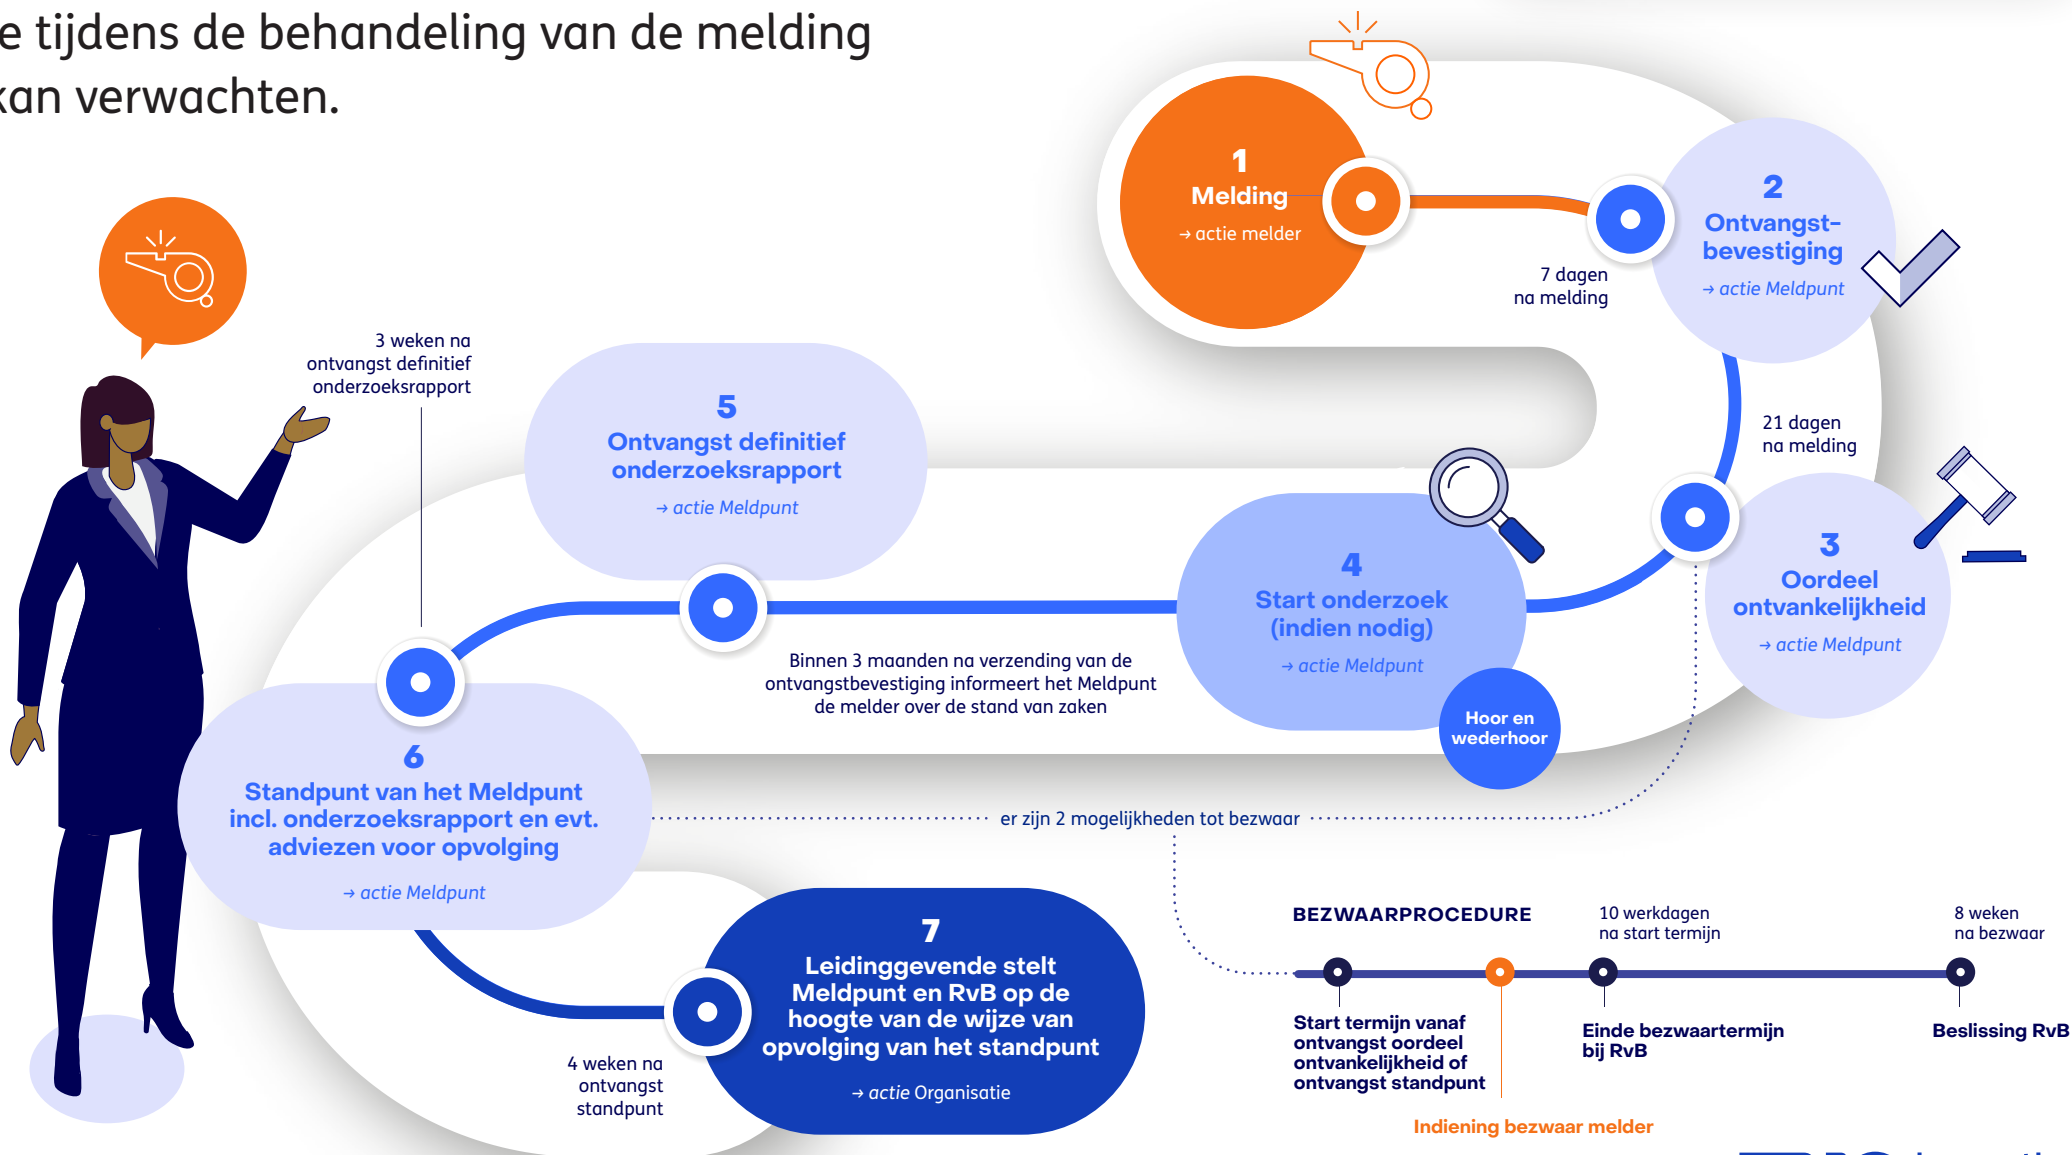 e tijdens de behandeling van de melding
kan verwachten.
1
Melding
→ actie melder
7 dagen
na melding
2
Ontvangst-
bevestiging
→ actie Meldpunt
21 dagen
na melding
3
Oordeel
ontvankelijkheid
→ actie Meldpunt
4
Start onderzoek
(indien nodig)
→ actie Meldpunt
Hoor en
wederhoor
Binnen 3 maanden na verzending van de
ontvangstbevestiging informeert het Meldpunt
de melder over de stand van zaken
5
Ontvangst definitief
onderzoeksrapport
→ actie Meldpunt
3 weken na
ontvangst definitief
onderzoeksrapport
6
Standpunt van het Meldpunt
incl. onderzoeksrapport en evt.
adviezen voor opvolging
→ actie Meldpunt
er zijn 2 mogelijkheden tot bezwaar
4 weken na
ontvangst
standpunt
7
Leidinggevende stelt
Meldpunt en RvB op de
hoogte van de wijze van
opvolging van het standpunt
→ actie Organisatie
BEZWAARPROCEDURE
10 werkdagen
na start termijn
8 weken
na bezwaar
Start termijn vanaf
ontvangst oordeel
ontvankelijkheid of
ontvangst standpunt
Einde bezwaartermijn
bij RvB
Beslissing RvB
Indiening bezwaar melder